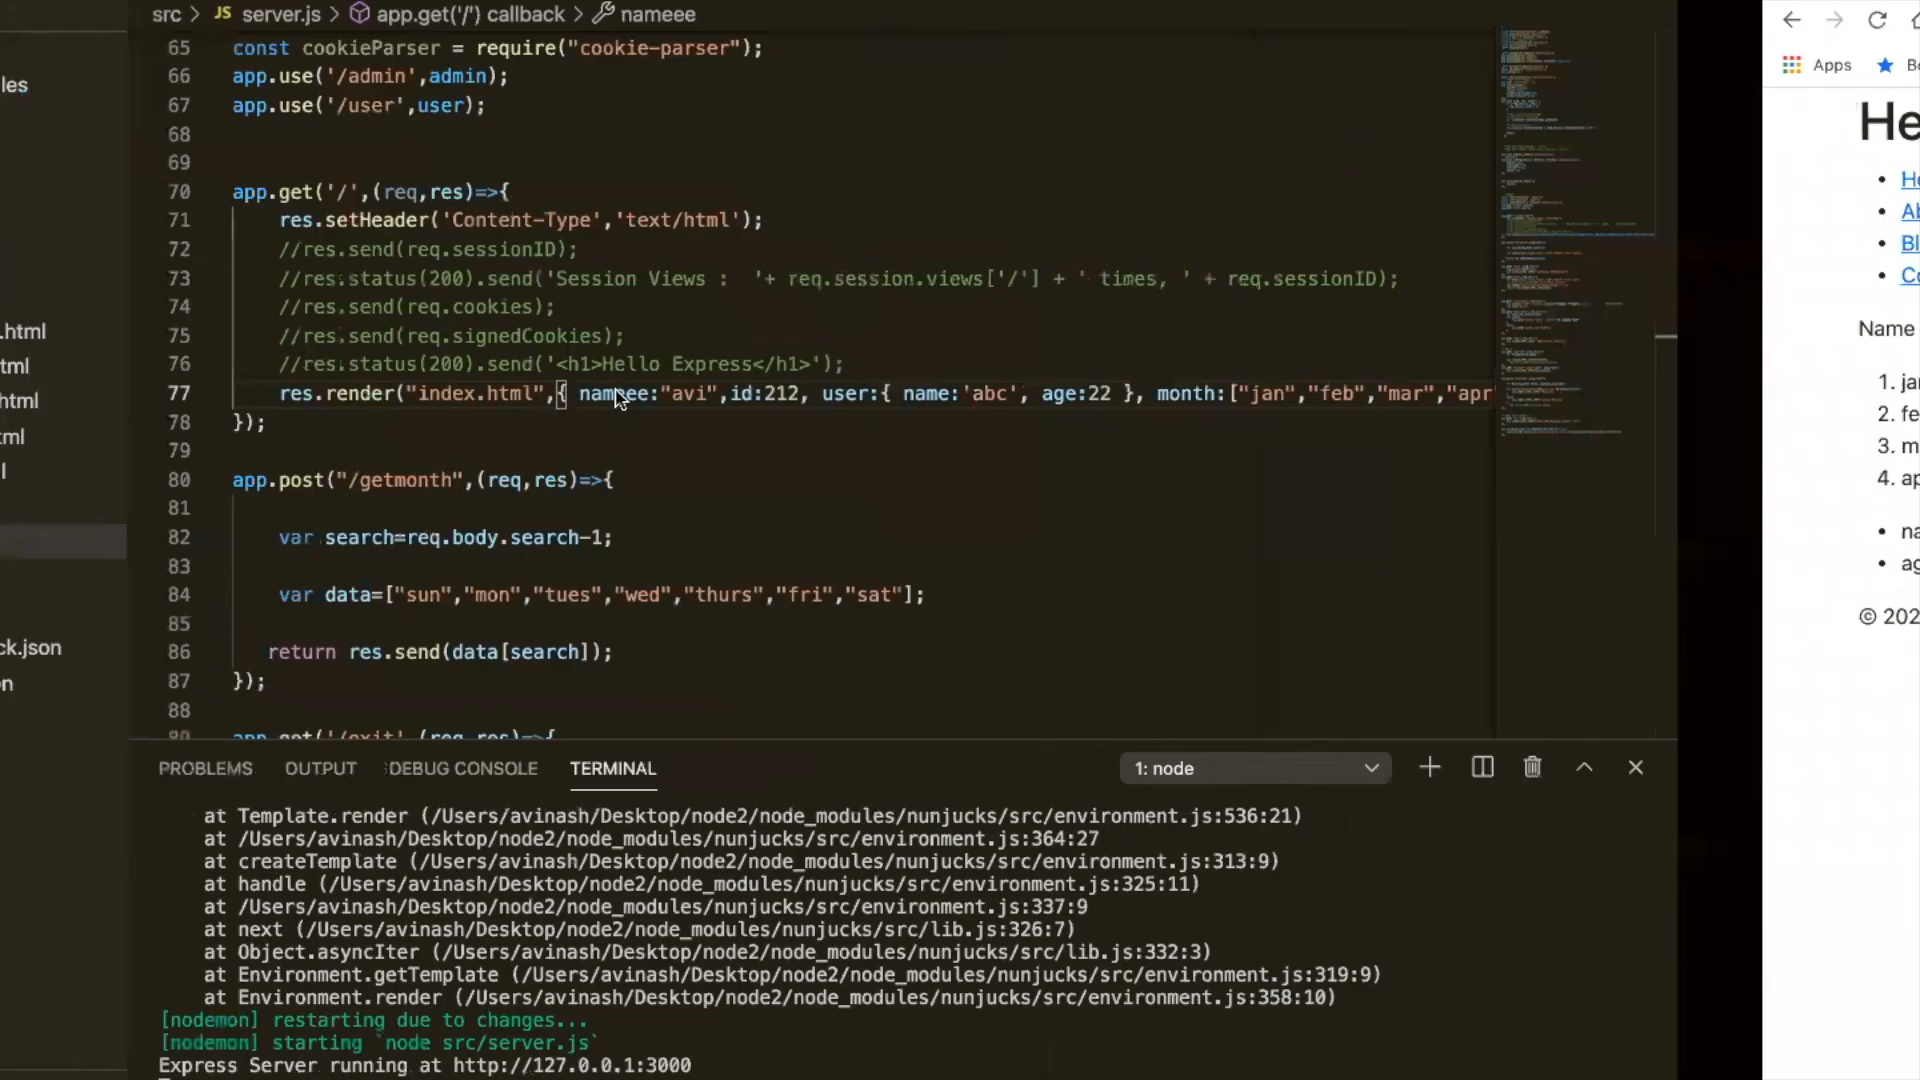 src > JS server.js > app.get('/') callback > nameee
les
.html
tml
html
ml
l
ck.json
n
65 const cookieParser = require("cookie-parser");
66 app.use('/admin',admin);
67 app.use('/user',user);
68
69
70 app.get('/',(req,res)=>{
71 res.setHeader('Content-Type','text/html');
72 //res.send(req.sessionID);
73 //res.status(200).send('Session Views :  '+ req.session.views['/'] + ' times, ' + req.sessionID);
74 //res.send(req.cookies);
75 //res.send(req.signedCookies);
76 //res.status(200).send('<h1>Hello Express</h1>');
77 res.render("index.html",{ nameee:"avi",id:212, user:{ name:'abc', age:22 }, month:["jan","feb","mar","apr"
78 });
79
80 app.post("/getmonth",(req,res)=>{
81
82 var search=req.body.search-1;
83
84 var data=["sun","mon","tues","wed","thurs","fri","sat"];
85
86 return res.send(data[search]);
87 });
88
89 app.get('/exit',(req,res)=>{
PROBLEMS OUTPUT DEBUG CONSOLE TERMINAL 1: node
at Template.render (/Users/avinash/Desktop/node2/node_modules/nunjucks/src/environment.js:536:21)
at /Users/avinash/Desktop/node2/node_modules/nunjucks/src/environment.js:364:27
at createTemplate (/Users/avinash/Desktop/node2/node_modules/nunjucks/src/environment.js:313:9)
at handle (/Users/avinash/Desktop/node2/node_modules/nunjucks/src/environment.js:325:11)
at /Users/avinash/Desktop/node2/node_modules/nunjucks/src/environment.js:337:9
at next (/Users/avinash/Desktop/node2/node_modules/nunjucks/src/lib.js:326:7)
at Object.asyncIter (/Users/avinash/Desktop/node2/node_modules/nunjucks/src/lib.js:332:3)
at Environment.getTemplate (/Users/avinash/Desktop/node2/node_modules/nunjucks/src/environment.js:319:9)
at Environment.render (/Users/avinash/Desktop/node2/node_modules/nunjucks/src/environment.js:358:10)
[nodemon] restarting due to changes...
[nodemon] starting `node src/server.js`
Express Server running at http://127.0.0.1:3000
Apps Bo
He
• He
• Ab
• Bl
• Co
Name
1. ja
2. fe
3. m
4. ap
• na
• ag
© 202